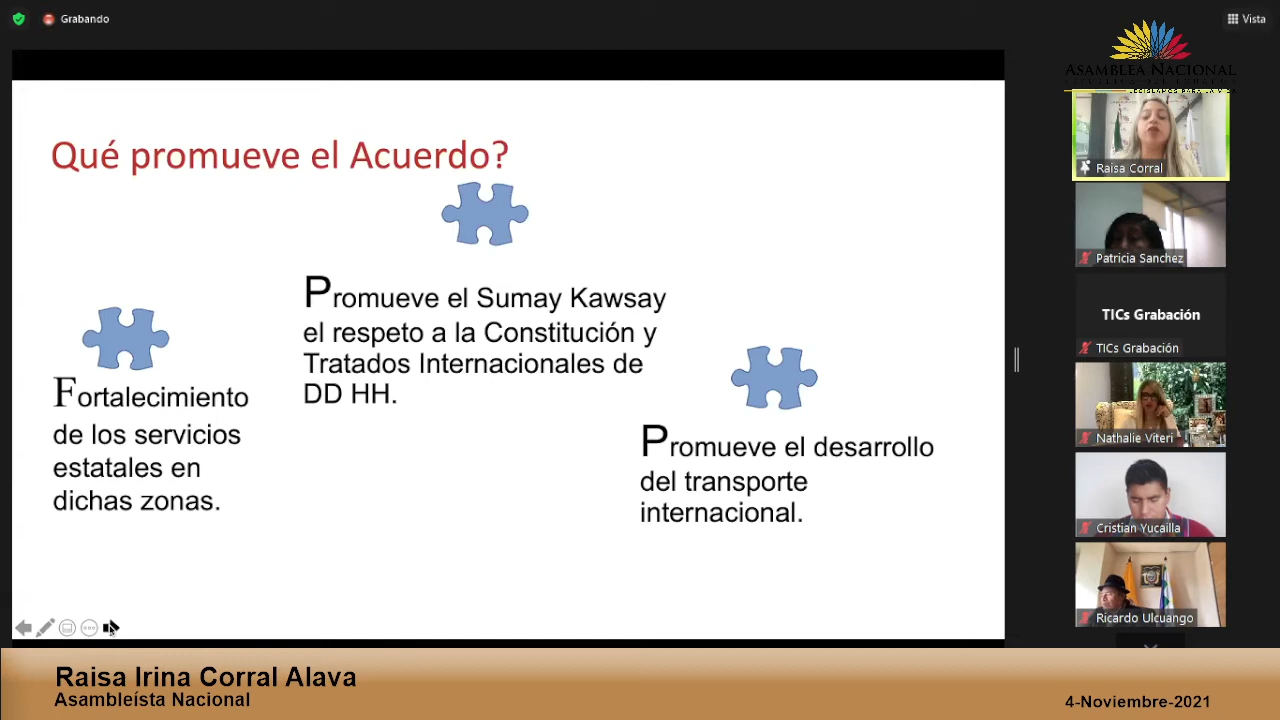 Grabando
Vista
ASAMBLEA NACIONAL
Qué promueve el Acuerdo?
Promueve el Sumay Kawsay
el respeto a la Constitución y
Tratados Internacionales de
DD HH.
Fortalecimiento
de los servicios
estatales en
dichas zonas.
Promueve el desarrollo
del transporte
internacional.
Raisa Corral
Patricia Sanchez
TICs Grabación
TICs Grabación
Nathalie Viteri
Cristian Yucailla
Ricardo Ulcuango
Raisa Irina Corral Alava
Asambleísta Nacional
4-Noviembre-2021